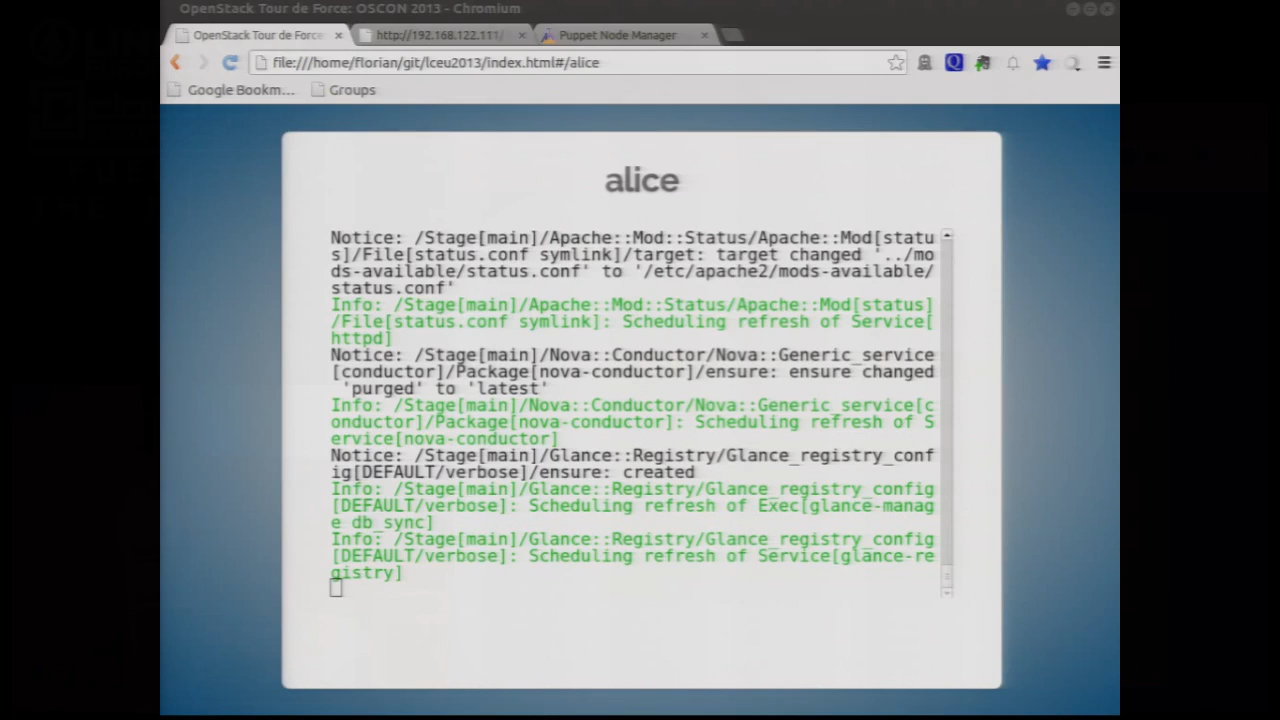 OpenStack Tour de Force: OSCON 2013 - Chromium
OpenStack Tour de Force:
http://192.168.122.111/
Puppet Node Manager
file:///home/florian/git/lceu2013/index.html#/alice
Google Bookm...
Groups
alice
Notice: /Stage[main]/Apache::Mod::Status/Apache::Mod[statu
s]/File[status.conf symlink]/target: target changed '../mo
ds-available/status.conf' to '/etc/apache2/mods-available/
status.conf'
Info: /Stage[main]/Apache::Mod::Status/Apache::Mod[status]
/File[status.conf symlink]: Scheduling refresh of Service[
httpd]
Notice: /Stage[main]/Nova::Conductor/Nova::Generic_service
[conductor]/Package[nova-conductor]/ensure: ensure changed
'purged' to 'latest'
Info: /Stage[main]/Nova::Conductor/Nova::Generic_service[c
onductor]/Package[nova-conductor]: Scheduling refresh of S
ervice[nova-conductor]
Notice: /Stage[main]/Glance::Registry/Glance_registry_conf
ig[DEFAULT/verbose]/ensure: created
Info: /Stage[main]/Glance::Registry/Glance_registry_config
[DEFAULT/verbose]: Scheduling refresh of Exec[glance-manag
e db_sync]
Info: /Stage[main]/Glance::Registry/Glance_registry_config
[DEFAULT/verbose]: Scheduling refresh of Service[glance-re
gistry]